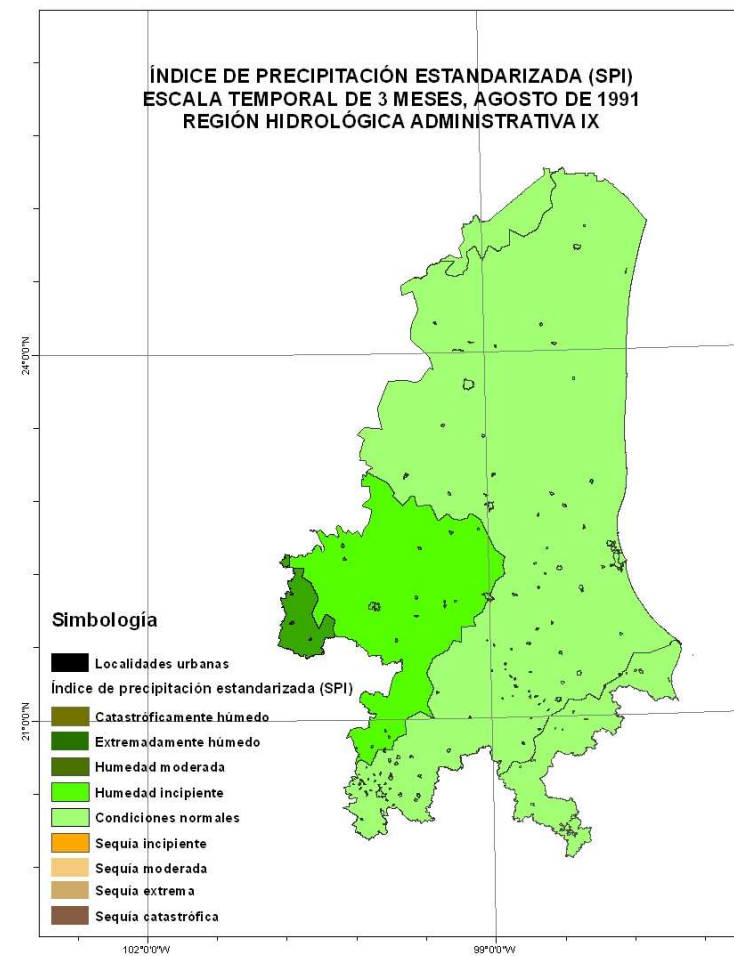 ÍNDICE DE PRECIPITACIÓN ESTANDARIZADA (SPI)
ESCALA TEMPORAL DE 3 MESES, AGOSTO DE 1991
REGIÓN HIDROLÓGICA ADMINISTRATIVA IX
24°0'0"N
Simbología
Localidades urbanas
Índice de precipitación estandarizada (SPI)
Catastróficamente húmedo
Extremadamente húmedo
Humedad moderada
Humedad incipiente
Condiciones normales
Sequía incipiente
Sequía moderada
Sequía extrema
Sequía catastrófica
21°0'0"N
102°0'0"W
99°0'0"W